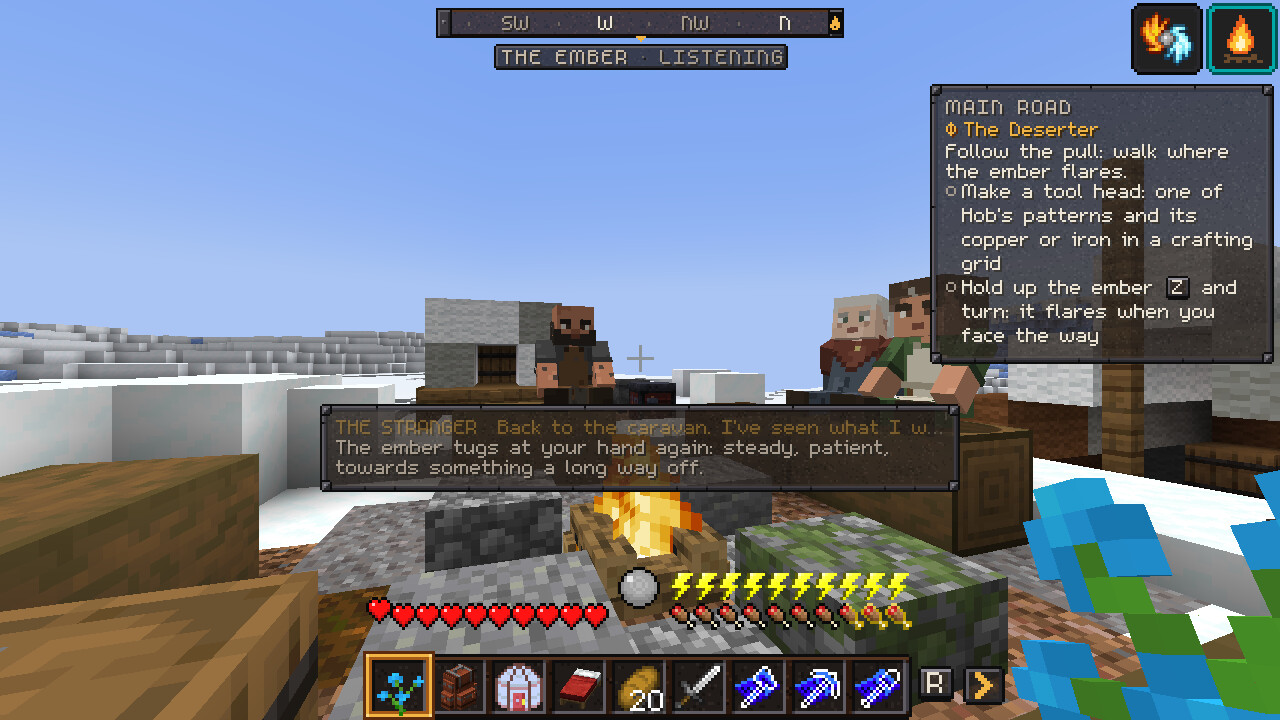 SW W NW N
THE EMBER · LISTENING
MAIN ROAD
The Deserter
Follow the pull: walk where
the ember flares.
Make a tool head: one of
Hob's patterns and its
copper or iron in a crafting
grid
Hold up the ember Z and
turn: it flares when you
face the way
THE STRANGER Back to the caravan. I've seen what I w...
The ember tugs at your hand again: steady, patient,
towards something a long way off.
20
R